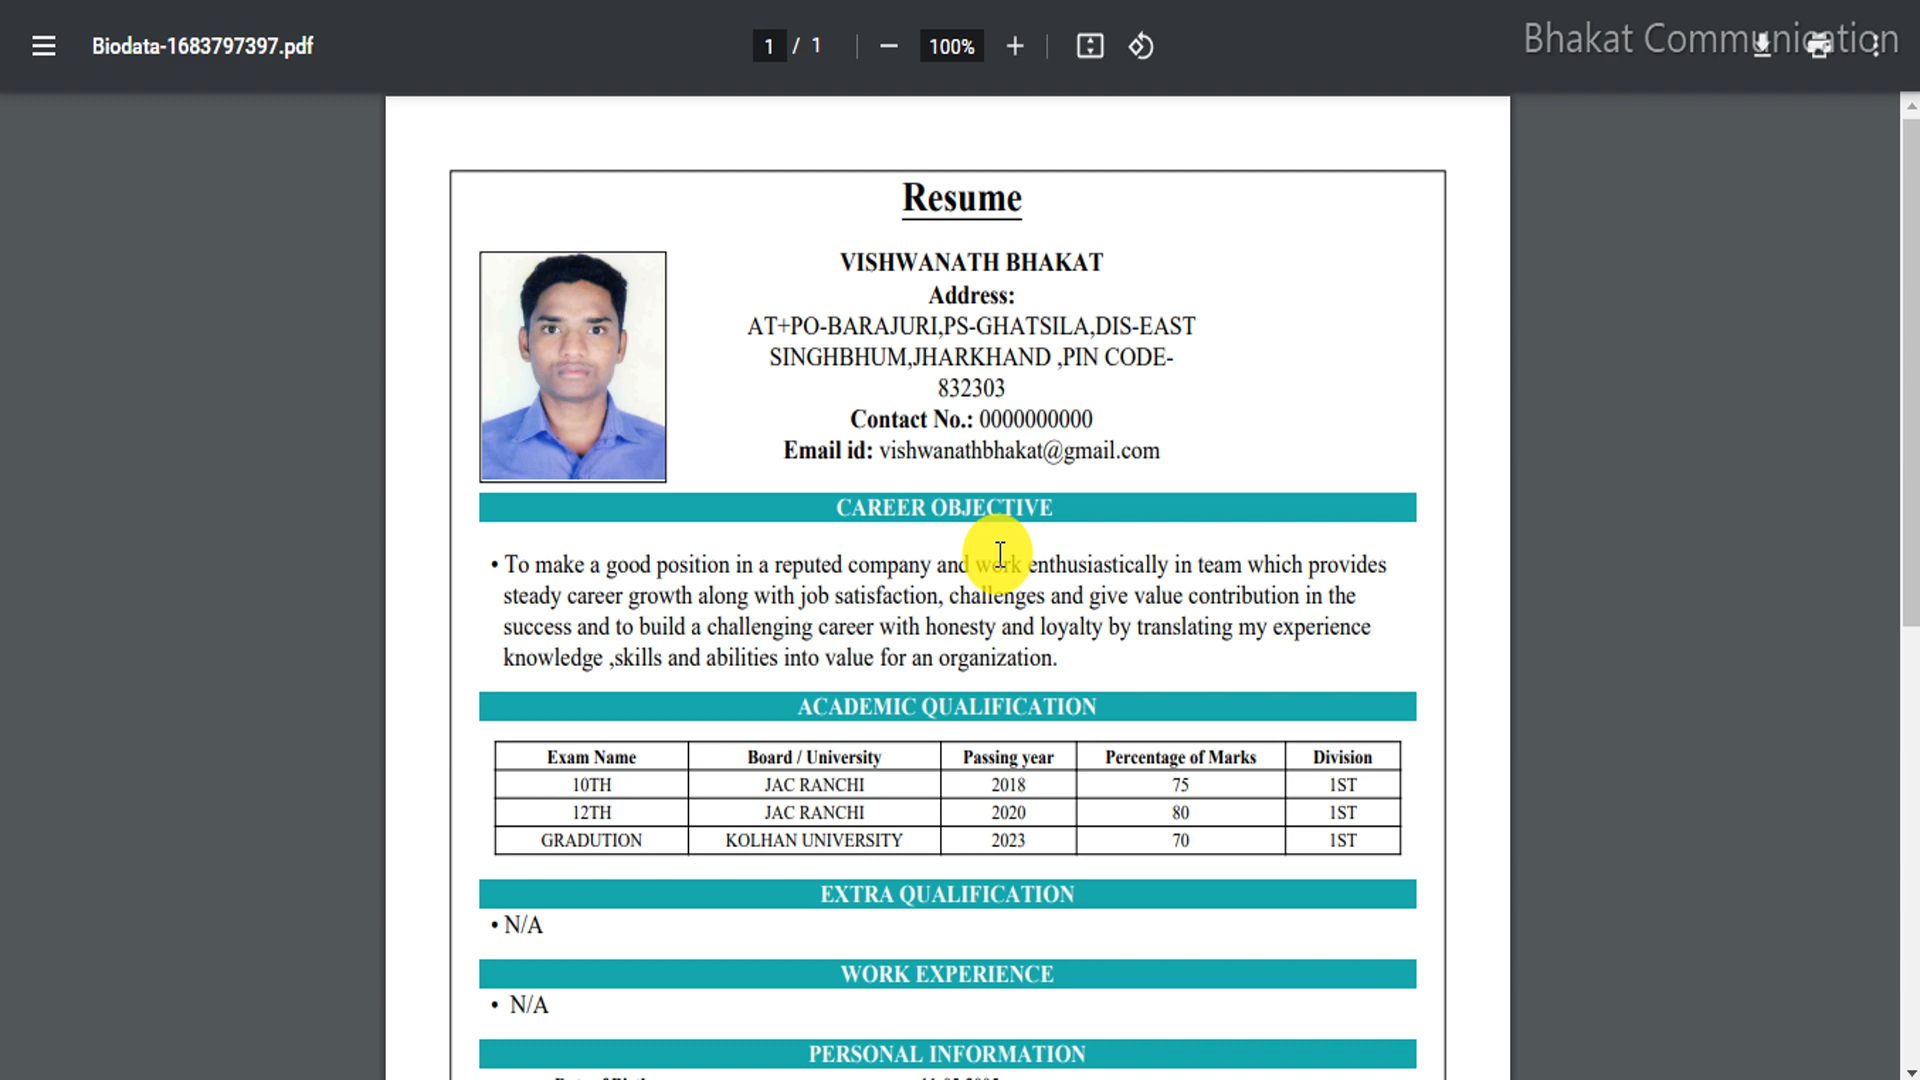 Biodata-1683797397.pdf
1 / 1
100%
Bhakat Communication
Resume
VISHWANATH BHAKAT
Address:
AT+PO-BARAJURI,PS-GHATSILA,DIS-EAST
SINGHBHUM,JHARKHAND ,PIN CODE-
832303
Contact No.: 0000000000
Email id: vishwanathbhakat@gmail.com
CAREER OBJECTIVE
• To make a good position in a reputed company and work enthusiastically in team which provides
steady career growth along with job satisfaction, challenges and give value contribution in the
success and to build a challenging career with honesty and loyalty by translating my experience
knowledge ,skills and abilities into value for an organization.
ACADEMIC QUALIFICATION
Exam Name Board / University Passing year Percentage of Marks Division
10TH JAC RANCHI 2018 75 1ST
12TH JAC RANCHI 2020 80 1ST
GRADUTION KOLHAN UNIVERSITY 2023 70 1ST
EXTRA QUALIFICATION
• N/A
WORK EXPERIENCE
• N/A
PERSONAL INFORMATION